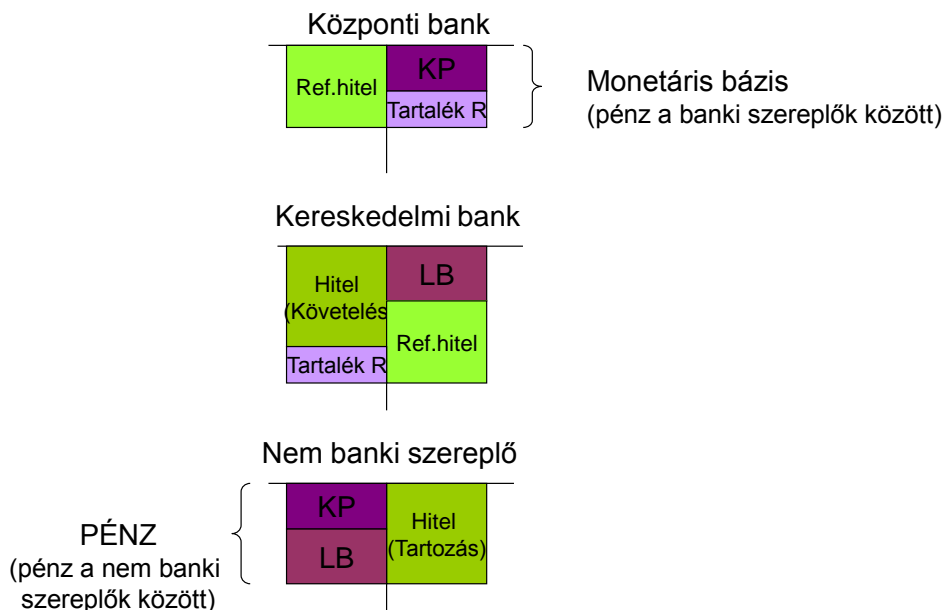 Központi bank
Ref.hitel
KP
Tartalék R
Monetáris bázis
(pénz a banki szereplők között)
Kereskedelmi bank
Hitel
(Követelés
Tartalék R
LB
Ref.hitel
Nem banki szereplő
PÉNZ
(pénz a nem banki
szereplők között)
KP
LB
Hitel
(Tartozás)